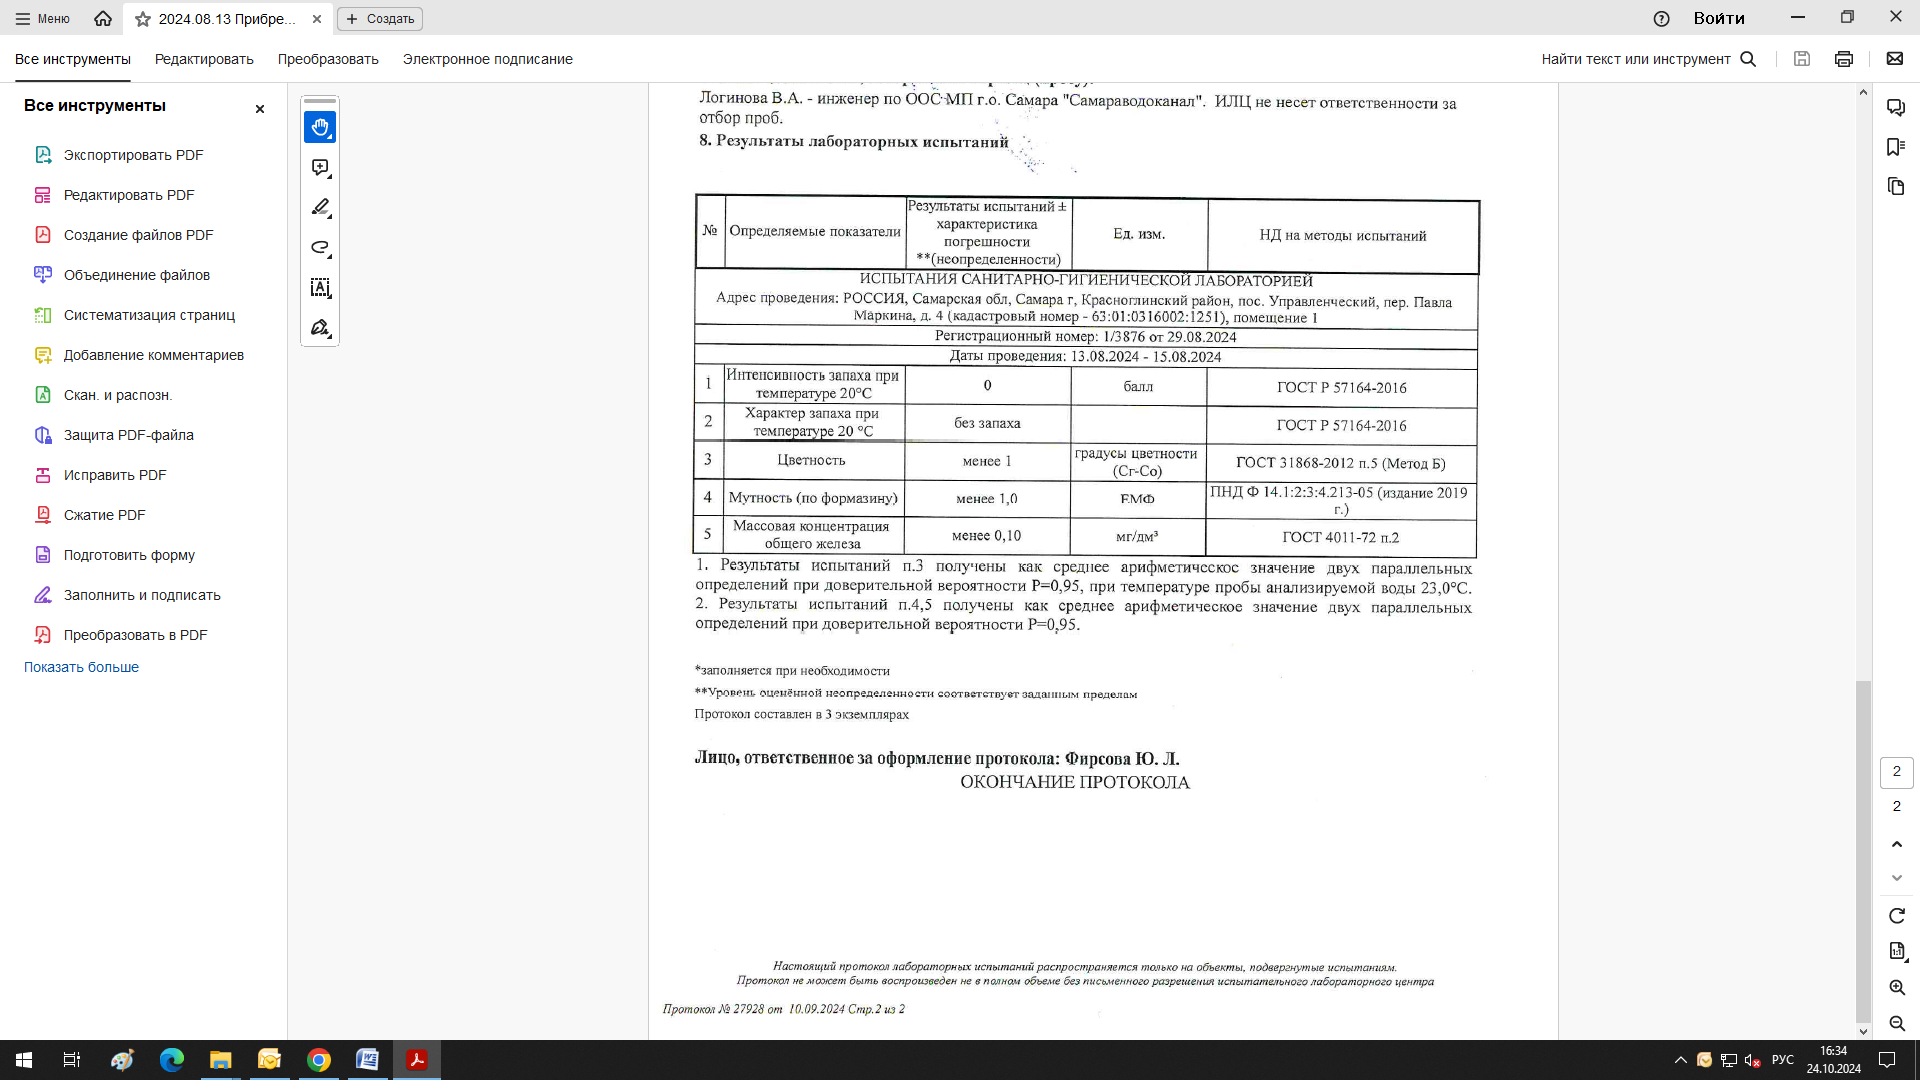 Меню
2024.08.13 Прибре...
Создать
Войти
Все инструменты
Редактировать
Преобразовать
Электронное подписание
Найти текст или инструмент
Все инструменты
Экспортировать PDF
Редактировать PDF
Создание файлов PDF
Объединение файлов
Систематизация страниц
Добавление комментариев
Скан. и распозн.
Защита PDF-файла
Исправить PDF
Сжатие PDF
Подготовить форму
Заполнить и подписать
Преобразовать в PDF
Показать больше
Логинова В.А. - инженер по ООС МП г.о. Самара "Самараводоканал". ИЛЦ не несет ответственности за
отбор проб.
8. Результаты лабораторных испытаний
№
Определяемые показатели
Результаты испытаний ±
характеристика
погрешности
**(неопределенности)
Ед. изм.
НД на методы испытаний
ИСПЫТАНИЯ САНИТАРНО-ГИГИЕНИЧЕСКОЙ ЛАБОРАТОРИЕЙ
Адрес проведения: РОССИЯ, Самарская обл, Самара г, Красноглинский район, пос. Управленческий, пер. Павла
Маркина, д. 4 (кадастровый номер - 63:01:0316002:1251), помещение 1
Регистрационный номер: 1/3876 от 29.08.2024
Даты проведения: 13.08.2024 - 15.08.2024
1
Интенсивность запаха при
температуре 20°С
0
балл
ГОСТ Р 57164-2016
2
Характер запаха при
температуре 20 °С
без запаха
ГОСТ Р 57164-2016
3
Цветность
менее 1
градусы цветности
(Cr-Co)
ГОСТ 31868-2012 п.5 (Метод Б)
4
Мутность (по формазину)
менее 1,0
ЕМФ
ПНД Ф 14.1:2:3:4.213-05 (издание 2019
г.)
5
Массовая концентрация
общего железа
менее 0,10
мг/дм³
ГОСТ 4011-72 п.2
1. Результаты испытаний п.3 получены как среднее арифметическое значение двух параллельных
определений при доверительной вероятности Р=0,95, при температуре пробы анализируемой воды 23,0°С.
2. Результаты испытаний п.4,5 получены как среднее арифметическое значение двух параллельных
определений при доверительной вероятности Р=0,95.
*заполняется при необходимости
**Уровень оценённой неопределенности соответствует заданным пределам
Протокол составлен в 3 экземплярах
Лицо, ответственное за оформление протокола: Фирсова Ю. Л.
ОКОНЧАНИЕ ПРОТОКОЛА
Настоящий протокол лабораторных испытаний распространяется только на объекты, подвергнутые испытаниям.
Протокол не может быть воспроизведен не в полном объеме без письменного разрешения испытательного лабораторного центра
Протокол № 27928 от 10.09.2024 Стр.2 из 2
2
2
1:1
РУС
16:34
24.10.2024